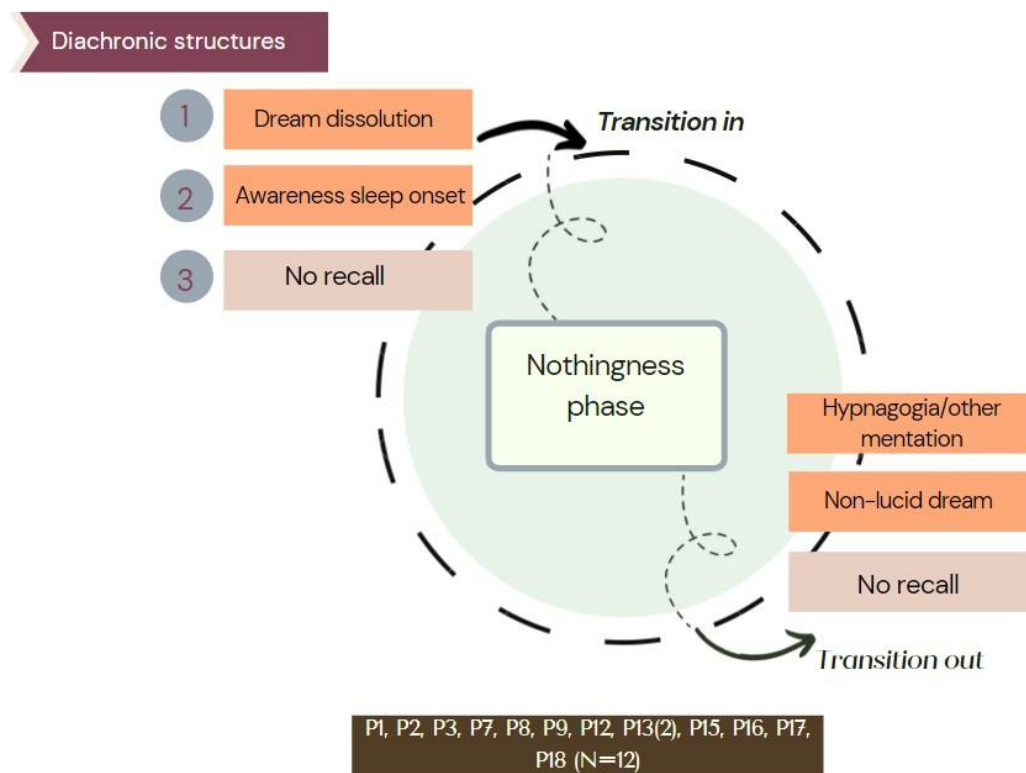 Diachronic structures
1
Dream dissolution
Transition in
2
Awareness sleep onset
3
No recall
Nothingness
phase
Hypnagogia/other
mentation
Non-lucid dream
No recall
Transition out
P1, P2, P3, P7, P8, P9, P12, P13(2), P15, P16, P17,
P18 (N=12)